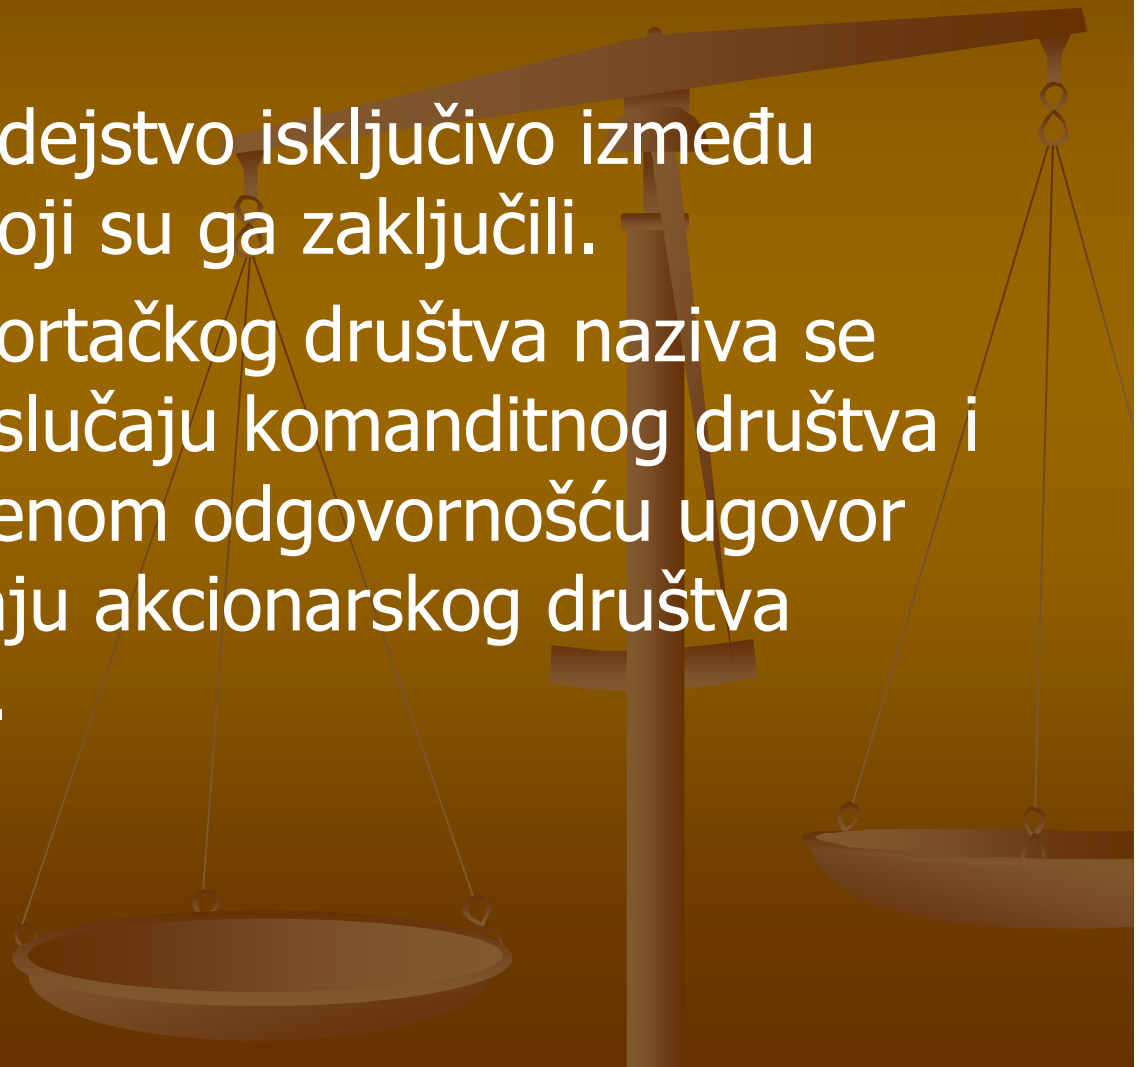 dejstvo isključivo između
oji su ga zaključili.
ortačkog društva naziva se
slučaju komanditnog društva i
enom odgovornošću ugovor
ju akcionarskog društva
.